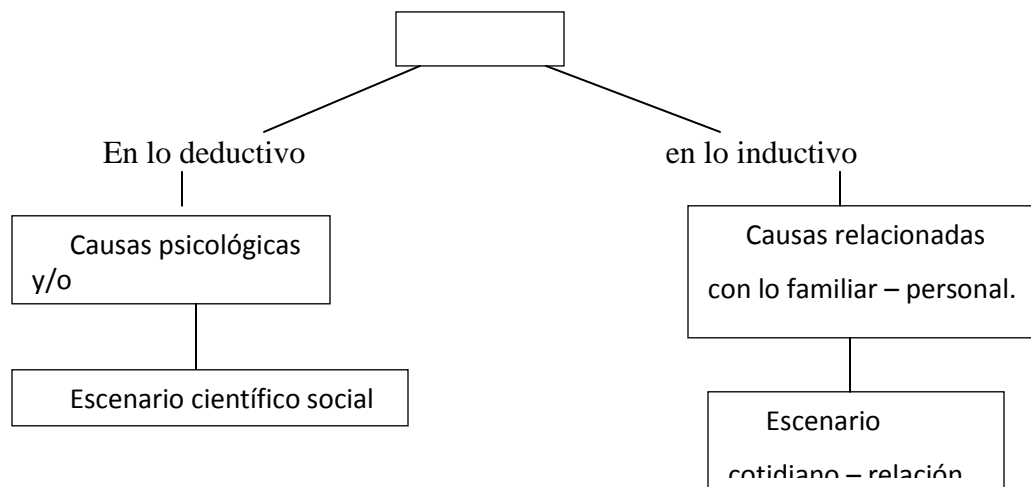 En lo deductivo
en lo inductivo
Causas psicológicas
y/o
Causas relacionadas
con lo familiar – personal.
Escenario científico social
Escenario
cotidiano – relación